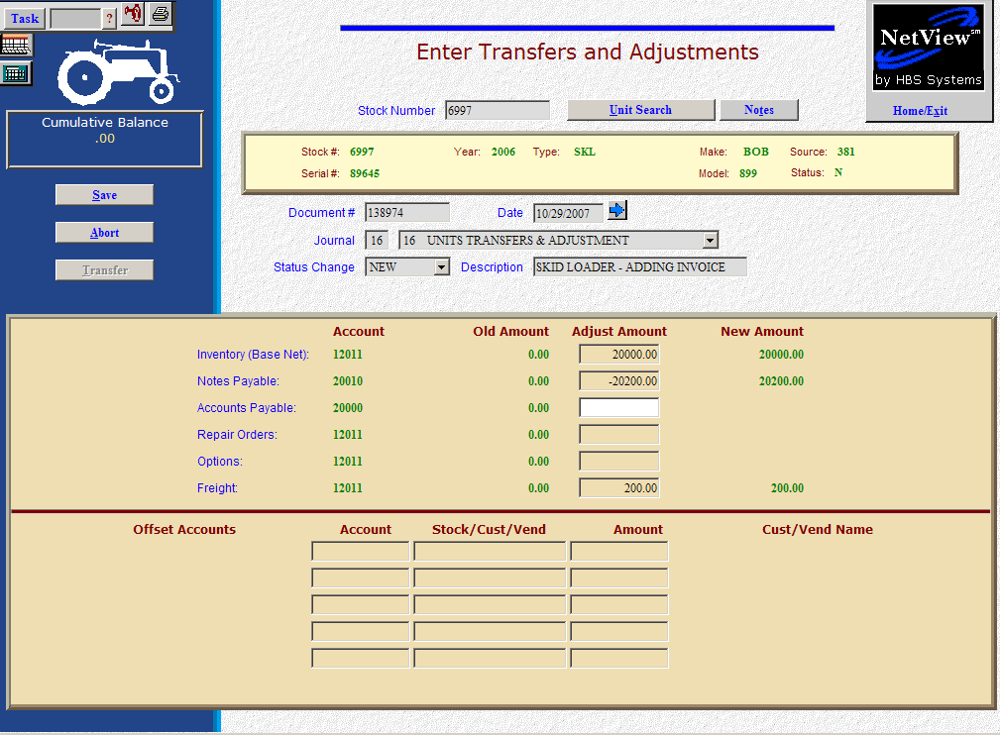 Task ?
NetView℠
by HBS Systems
Home/Exit
Enter Transfers and Adjustments
Cumulative Balance
.00
Save
Abort
Transfer
Stock Number 6997 Unit Search Notes
Stock #: 6997 Year: 2006 Type: SKL Make: BOB Source: 381
Serial #: 89645 Model: 899 Status: N
Document # 138974 Date 10/29/2007
Journal 16 16 UNITS TRANSFERS & ADJUSTMENT
Status Change NEW Description SKID LOADER - ADDING INVOICE
Account Old Amount Adjust Amount New Amount
Inventory (Base Net): 12011 0.00 20000.00 20000.00
Notes Payable: 20010 0.00 -20200.00 20200.00
Accounts Payable: 20000 0.00
Repair Orders: 12011 0.00
Options: 12011 0.00
Freight: 12011 0.00 200.00 200.00
Offset Accounts Account Stock/Cust/Vend Amount Cust/Vend Name